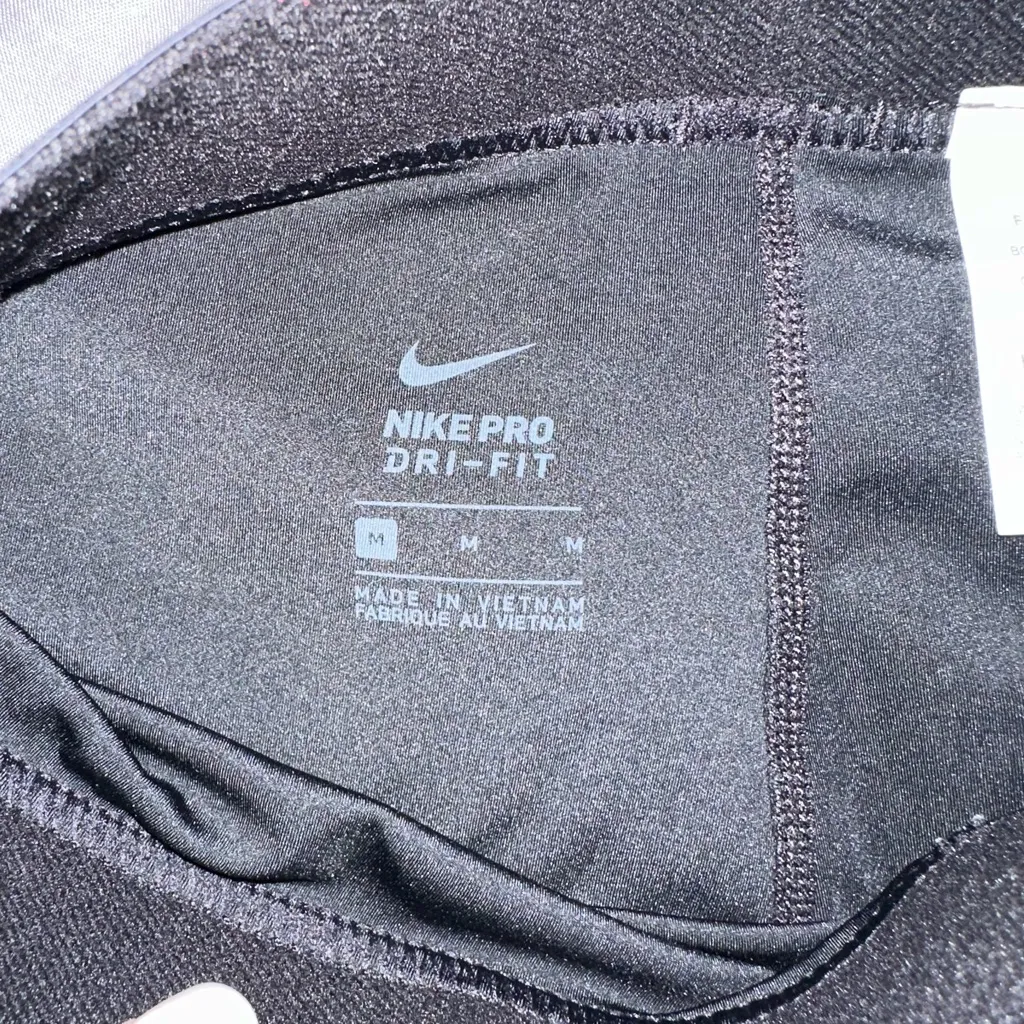 NIKE PRO
DRI-FIT
M M M
MADE IN VIETNAM
FABRIQUE AU VIETNAM